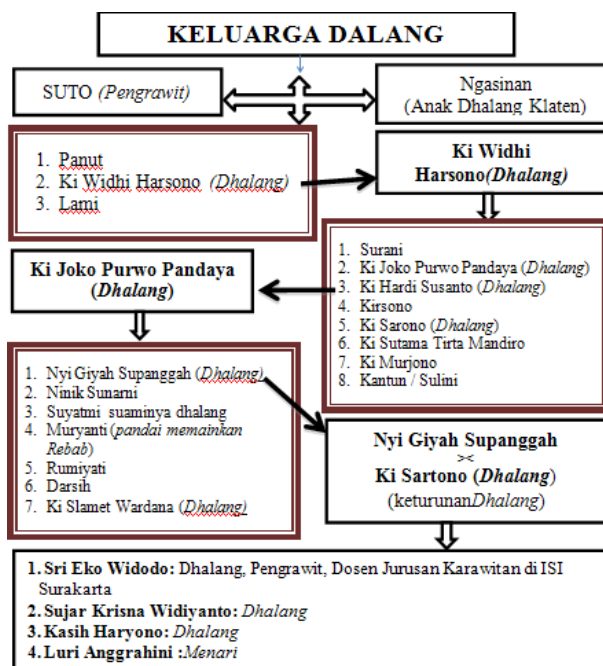 KELUARGA DALANG
SUTO (Pengrawit)
Ngasinan
(Anak Dhalang Klaten)
1. Panut
2. Ki Widhi Harsono (Dhalang)
3. Lami
Ki Widhi
Harsono(Dhalang)
1. Surani
2. Ki Joko Purwo Pandaya (Dhalang)
3. Ki Hardi Susanto (Dhalang)
4. Kirsono
5. Ki Sarono (Dhalang)
6. Ki Sutama Tirta Mandiro
7. Ki Murjono
8. Kantun / Sulini
Ki Joko Purwo Pandaya
(Dhalang)
1. Nyi Giyah Supanggah (Dhalang)
2. Ninik Sunarni
3. Suyatmi suaminya dhalang
4. Muryanti (pandai memainkan
Rebab)
5. Rumiyati
6. Darsih
7. Ki Slamet Wardana (Dhalang)
Nyi Giyah Supanggah
><
Ki Sartono (Dhalang)
(keturunanDhalang)
1. Sri Eko Widodo: Dhalang, Pengrawit, Dosen Jurusan Karawitan di ISI
Surakarta
2. Sujar Krisna Widiyanto: Dhalang
3. Kasih Haryono: Dhalang
4. Luri Anggrahini :Menari